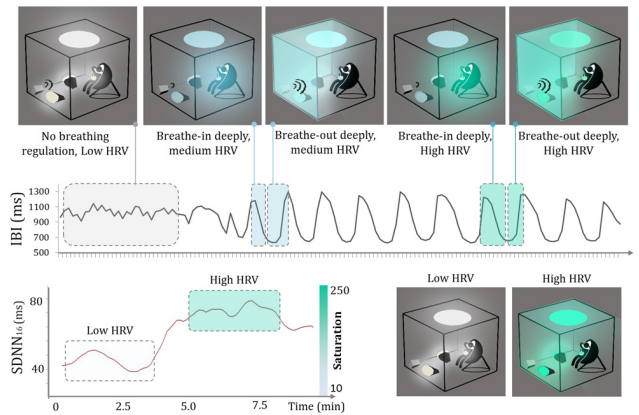 No breathing
regulation, Low HRV
Breathe-in deeply,
medium HRV
Breathe-out deeply,
medium HRV
Breathe-in deeply,
High HRV
Breathe-out deeply,
High HRV
IBI (ms)
1300
1100
900
700
500
SDNN16 (ms)
80
40
Low HRV
High HRV
0
2.5
5.0
7.5
Time (min)
250
Saturation
10
Low HRV
High HRV